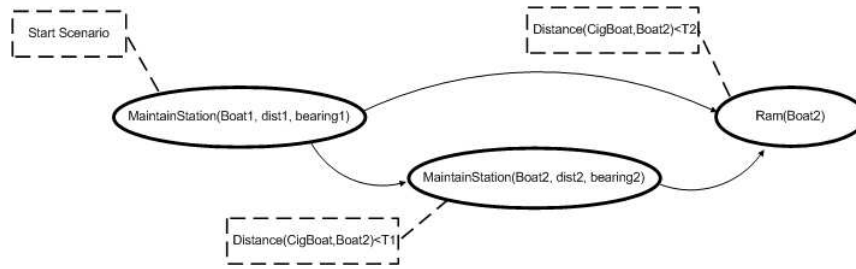 Start Scenario
Distance(CigBoat,Boat2)<T2
MaintainStation(Boat1, dist1, bearing1)
Ram(Boat2)
MaintainStation(Boat2, dist2, bearing2)
Distance(CigBoat,Boat2)<T1